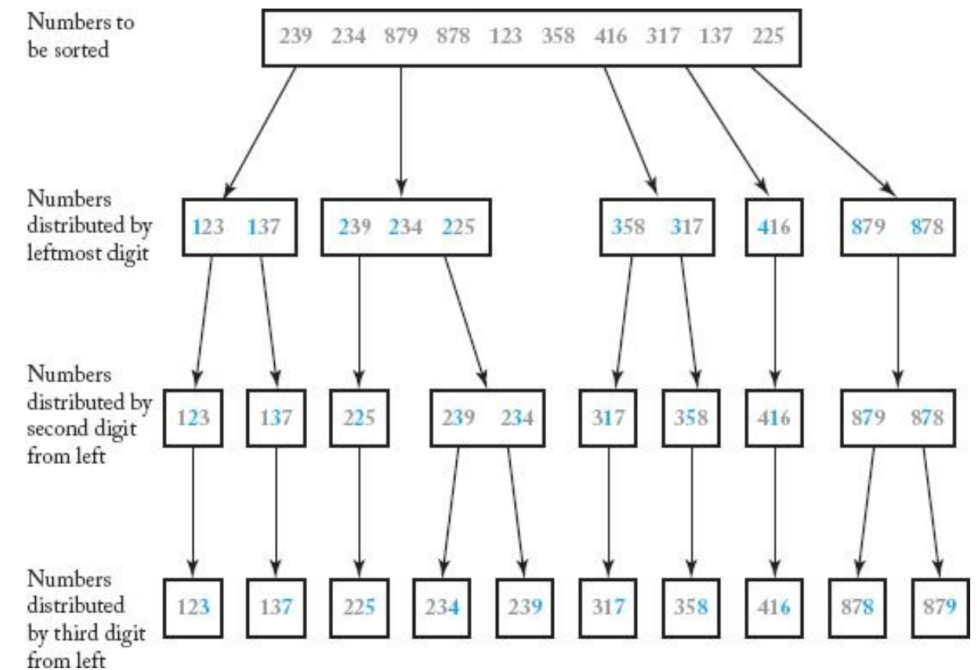 Numbers to
be sorted
239 234 879 878 123 358 416 317 137 225
Numbers
distributed by
leftmost digit
123 137 239 234 225 358 317 416 879 878
Numbers
distributed by
second digit
from left
123 137 225 239 234 317 358 416 879 878
Numbers
distributed
by third digit
from left
123 137 225 234 239 317 358 416 878 879